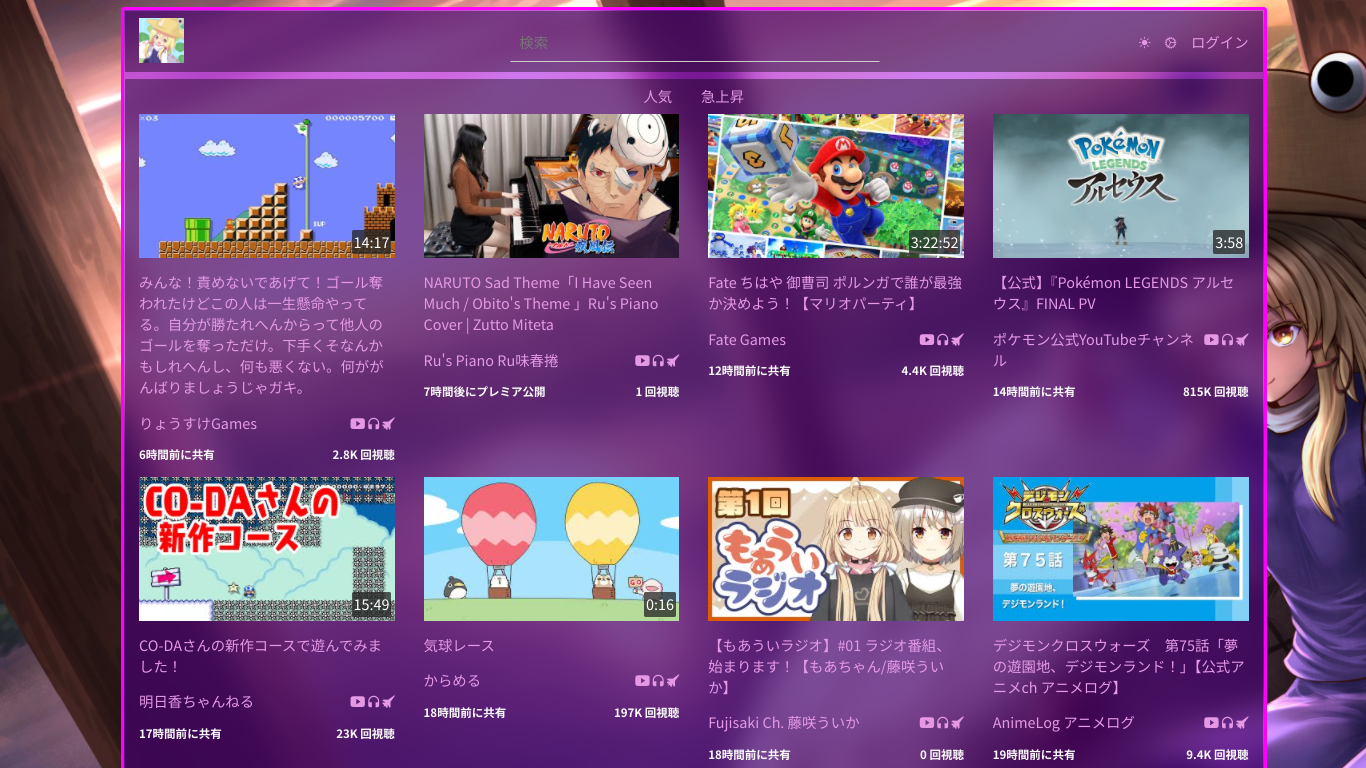 検索
ログイン
人気 急上昇
×03 000005700
1UP
14:17
みんな！責めないであげて！ゴール奪
われたけどこの人は一生懸命やって
る。自分が勝たれへんからって他人の
ゴールを奪っただけ。下手くそなんか
もしれへんし、何も悪くない。何がが
んばりましょうじゃガキ。
りょうすけGames
6時間前に共有 2.8K 回視聴
NARUTO
疾風伝
NARUTO Sad Theme「I Have Seen
Much / Obito's Theme 」Ru's Piano
Cover | Zutto Miteta
Ru's Piano Ru味春捲
7時間後にプレミア公開 1 回視聴
3:22:52
Fate ちはや 御曹司 ボルンガで誰が最強
か決めよう！【マリオパーティ】
Fate Games
12時間前に共有 4.4K 回視聴
POKéMON
LEGENDS
アルセウス
3:58
【公式】『Pokémon LEGENDS アルセ
ウス』FINAL PV
ポケモン公式YouTubeチャンネ
ル
14時間前に共有 815K 回視聴
CO-DAさんの
新作コース
15:49
CO-DAさんの新作コースで遊んでみま
した！
明日香ちゃんねる
17時間前に共有 23K 回視聴
GO
0:16
気球レース
からめる
18時間前に共有 197K 回視聴
第1回
もあうい
ラジオ
【もあういラジオ】#01 ラジオ番組、
始まります！【もあちゃん/藤咲うい
か】
Fujisaki Ch. 藤咲ういか
18時間前に共有 0 回視聴
デジモン
クロスウォーズ
第75話
夢の遊園地、
デジモンランド！
デジモンクロスウォーズ　第75話「夢
の遊園地、デジモンランド！」【公式ア
ニメch アニメログ】
AnimeLog アニメログ
19時間前に共有 9.4K 回視聴